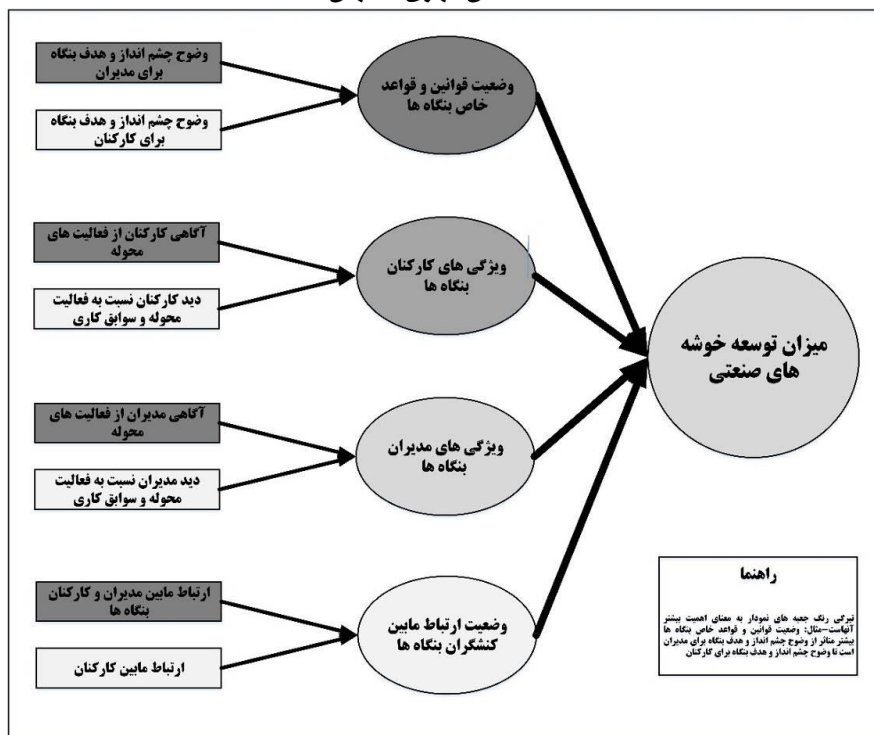 وضوح چشم انداز و هدف بنگاه
برای مدیران
وضوح چشم انداز و هدف بنگاه
برای کارکنان
وضعیت قوانین و قواعد
خاص بنگاه ها
آگاهی کارکنان از فعالیت های
محوله
دید کارکنان نسبت به فعالیت
محوله و سوابق کاری
ویژگی های کارکنان
بنگاه ها
میزان توسعه خوشه
های صنعتی
آگاهی مدیران از فعالیت های
محوله
دید مدیران نسبت به فعالیت
محوله و سوابق کاری
ویژگی های مدیران
بنگاه ها
ارتباط مابین مدیران و کارکنان
بنگاه ها
ارتباط مابین کارکنان
وضعیت ارتباط مابین
کنشگران بنگاه ها
راهنما
تیرگی رنگ جعبه های نمودار به معنای اهمیت بیشتر
آنهاست-مثال: وضعیت قوانین و قواعد خاص بنگاه ها
بیشتر متاثر از وضوح چشم انداز و هدف بنگاه برای مدیران
است تا وضوح چشم انداز و هدف بنگاه برای کارکنان